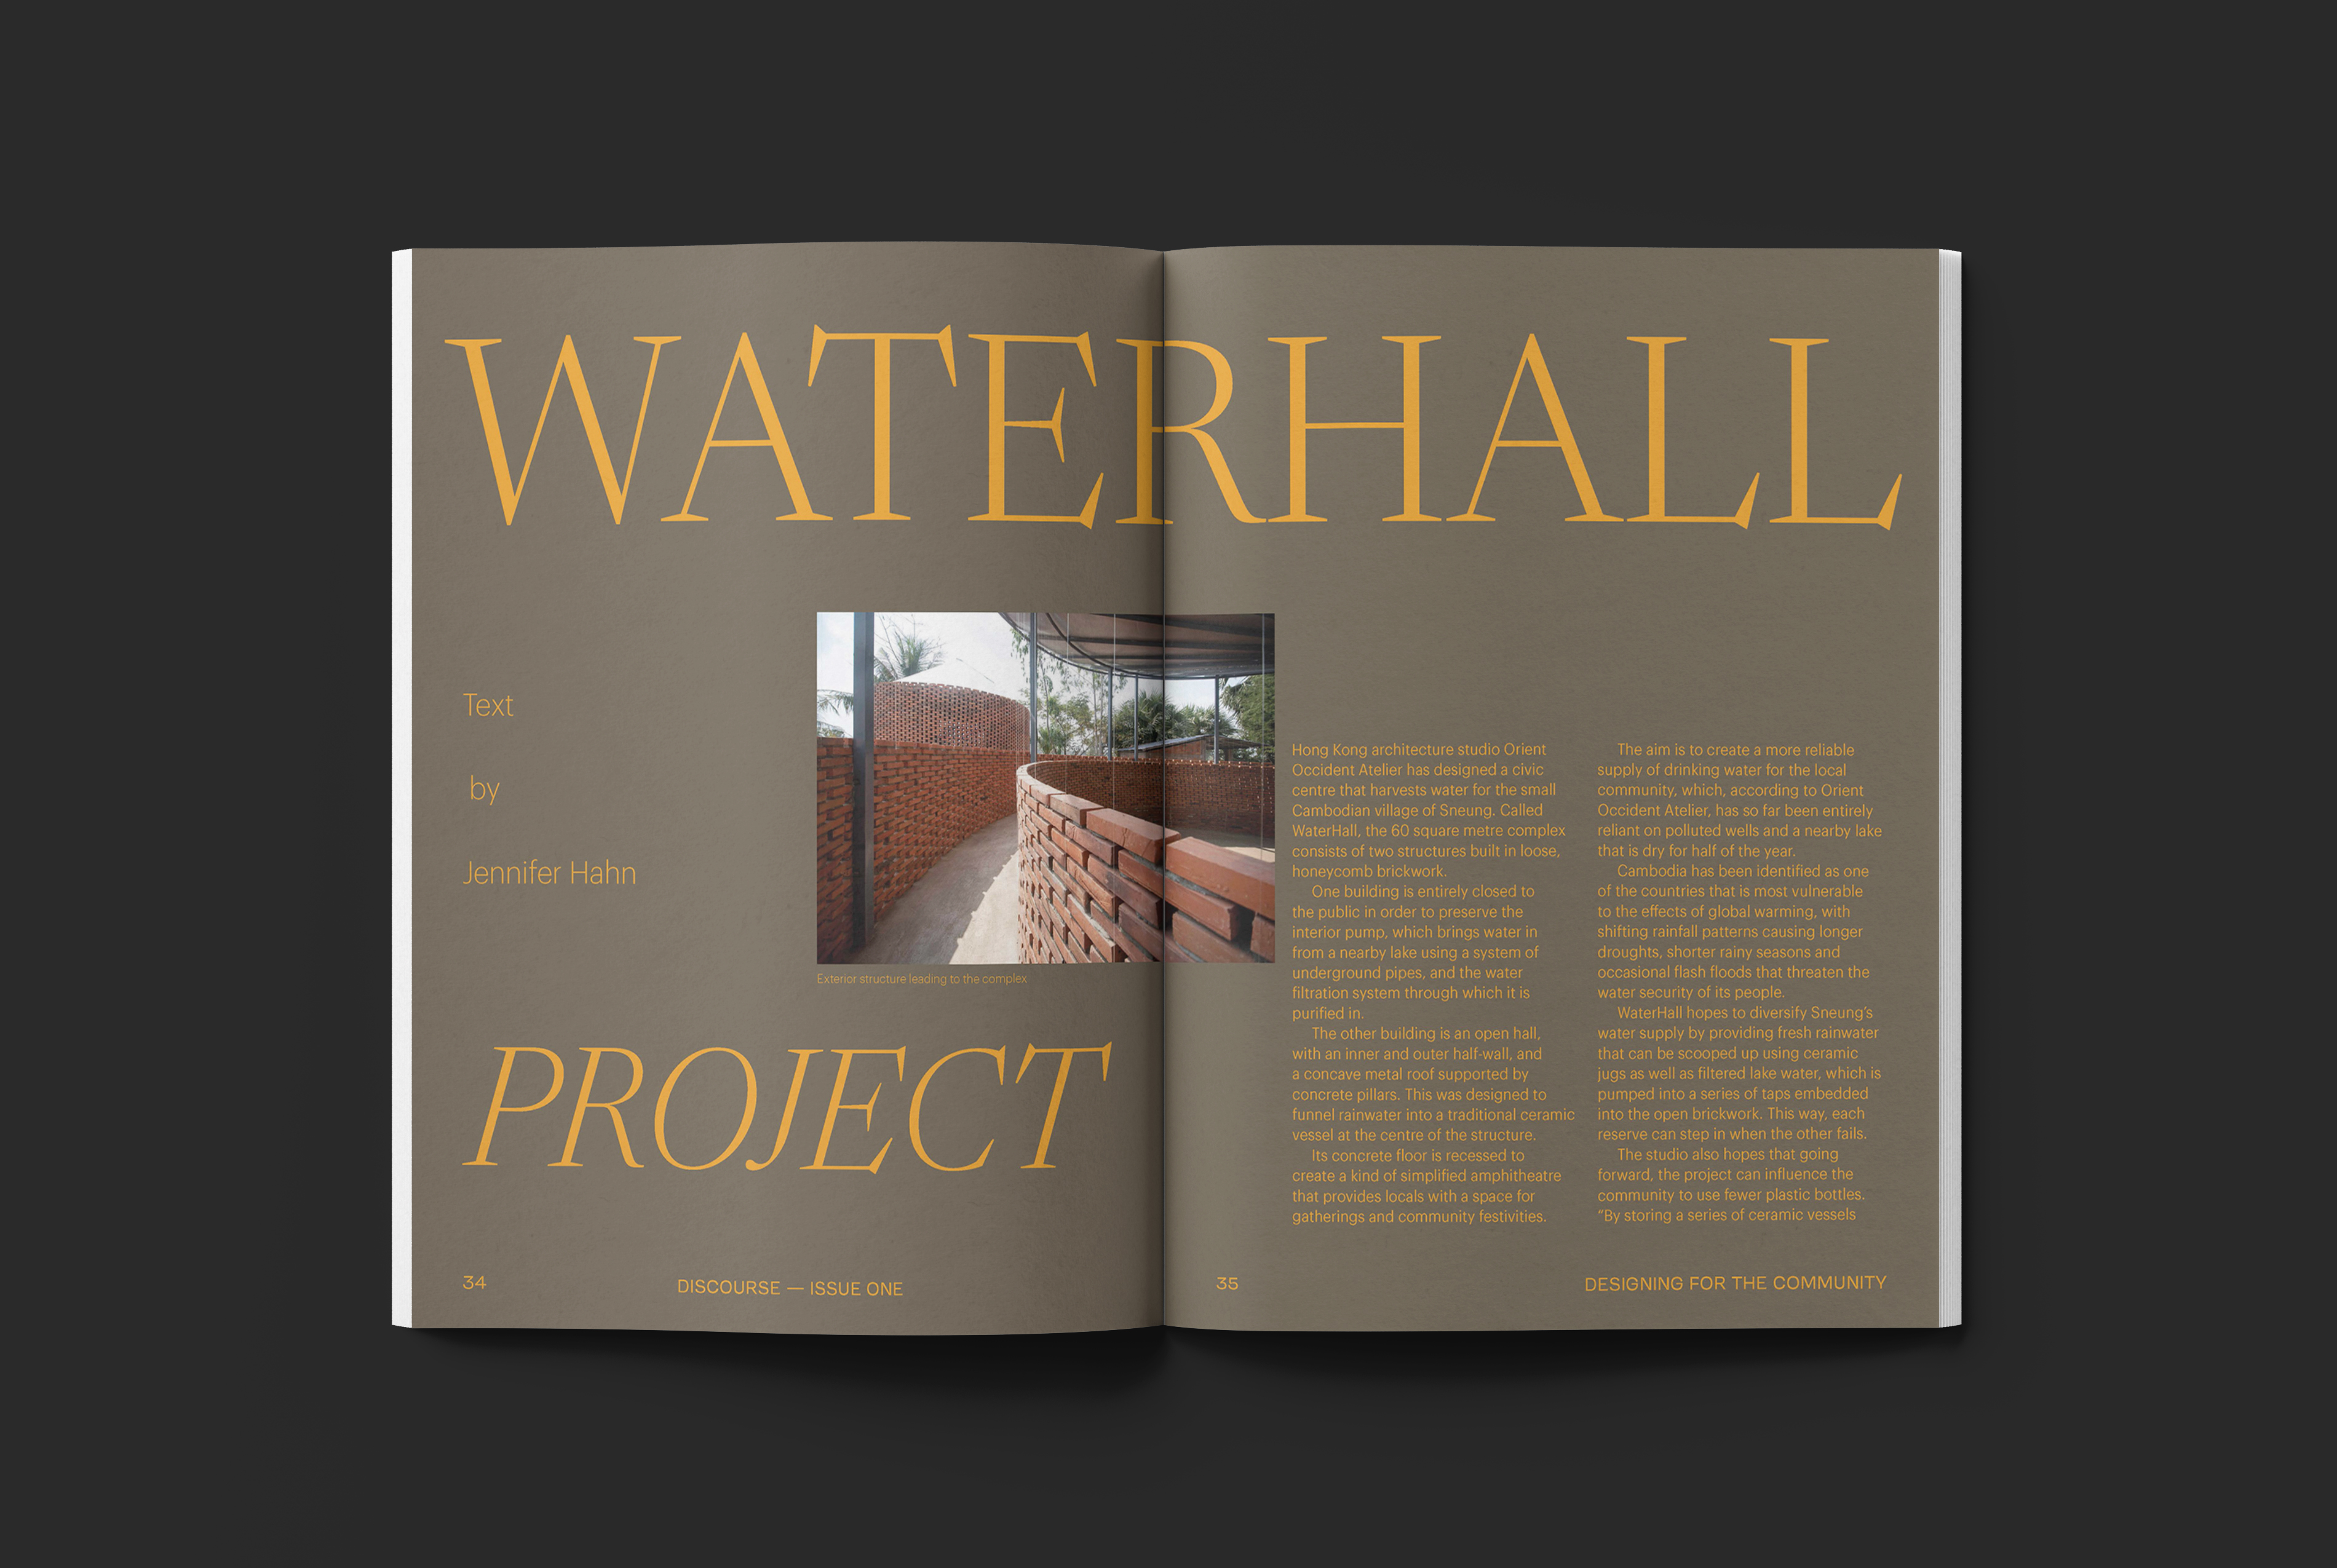 WATERHALL
Text
by
Jennifer Hahn
Exterior structure leading to the complex
PROJECT
34
DISCOURSE — ISSUE ONE
Hong Kong architecture studio Orient
Occident Atelier has designed a civic
centre that harvests water for the small
Cambodian village of Sneung. Called
WaterHall, the 60 square metre complex
consists of two structures built in loose,
honeycomb brickwork.
One building is entirely closed to
the public in order to preserve the
interior pump, which brings water in
from a nearby lake using a system of
underground pipes, and the water
filtration system through which it is
purified in.
The other building is an open hall,
with an inner and outer half-wall, and
a concave metal roof supported by
concrete pillars. This was designed to
funnel rainwater into a traditional ceramic
vessel at the centre of the structure.
Its concrete floor is recessed to
create a kind of simplified amphitheatre
that provides locals with a space for
gatherings and community festivities.
The aim is to create a more reliable
supply of drinking water for the local
community, which, according to Orient
Occident Atelier, has so far been entirely
reliant on polluted wells and a nearby lake
that is dry for half of the year.
Cambodia has been identified as one
of the countries that is most vulnerable
to the effects of global warming, with
shifting rainfall patterns causing longer
droughts, shorter rainy seasons and
occasional flash floods that threaten the
water security of its people.
WaterHall hopes to diversify Sneung’s
water supply by providing fresh rainwater
that can be scooped up using ceramic
jugs as well as filtered lake water, which is
pumped into a series of taps embedded
into the open brickwork. This way, each
reserve can step in when the other fails.
The studio also hopes that going
forward, the project can influence the
community to use fewer plastic bottles.
“By storing a series of ceramic vessels
35
DESIGNING FOR THE COMMUNITY